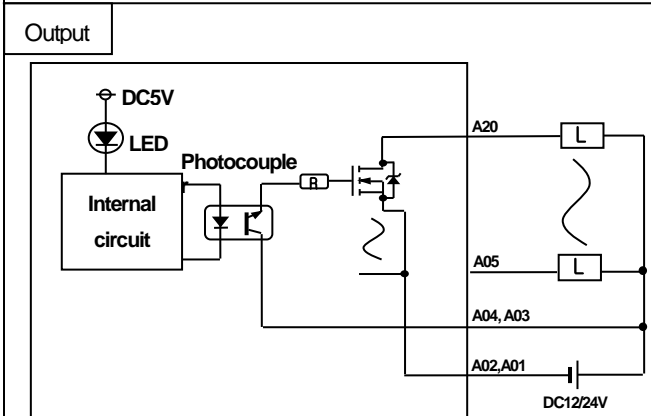 Output
DC5V
LED
Photocouple
Internal
circuit
R
A20
L
A05
L
A04, A03
A02,A01
DC12/24V